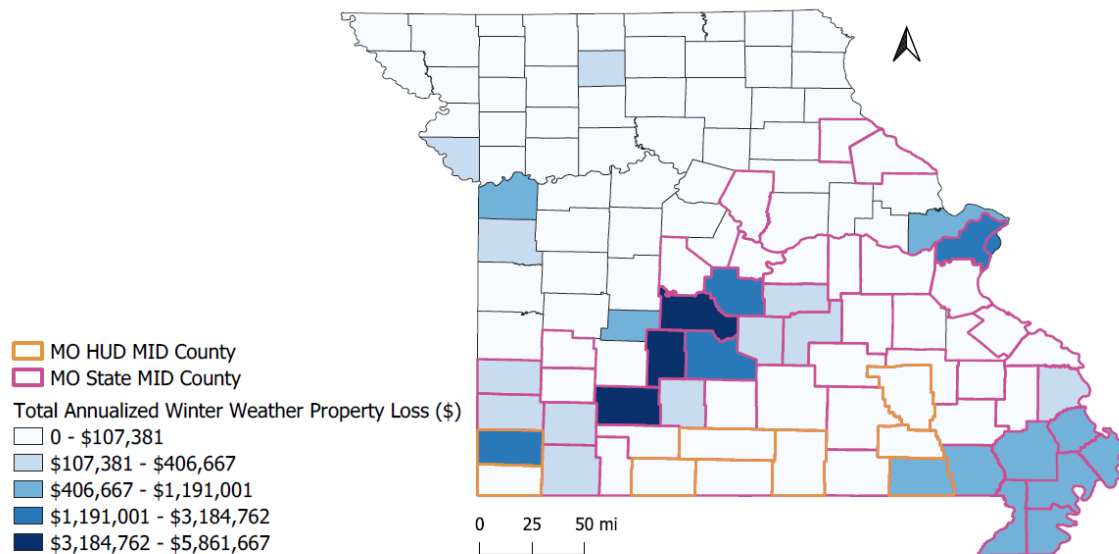 MO HUD MID County
MO State MID County
Total Annualized Winter Weather Property Loss ($)
0 - $107,381
$107,381 - $406,667
$406,667 - $1,191,001
$1,191,001 - $3,184,762
$3,184,762 - $5,861,667
0 25 50 mi